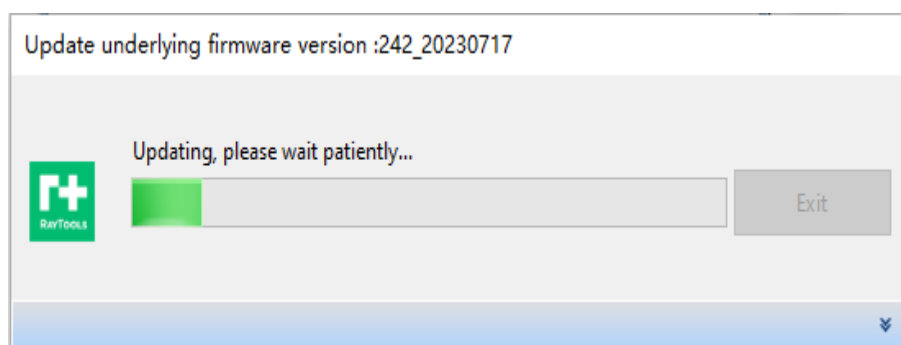 Update underlying firmware version :242_20230717
Updating, please wait patiently...
r+
RAYTOOLS
Exit